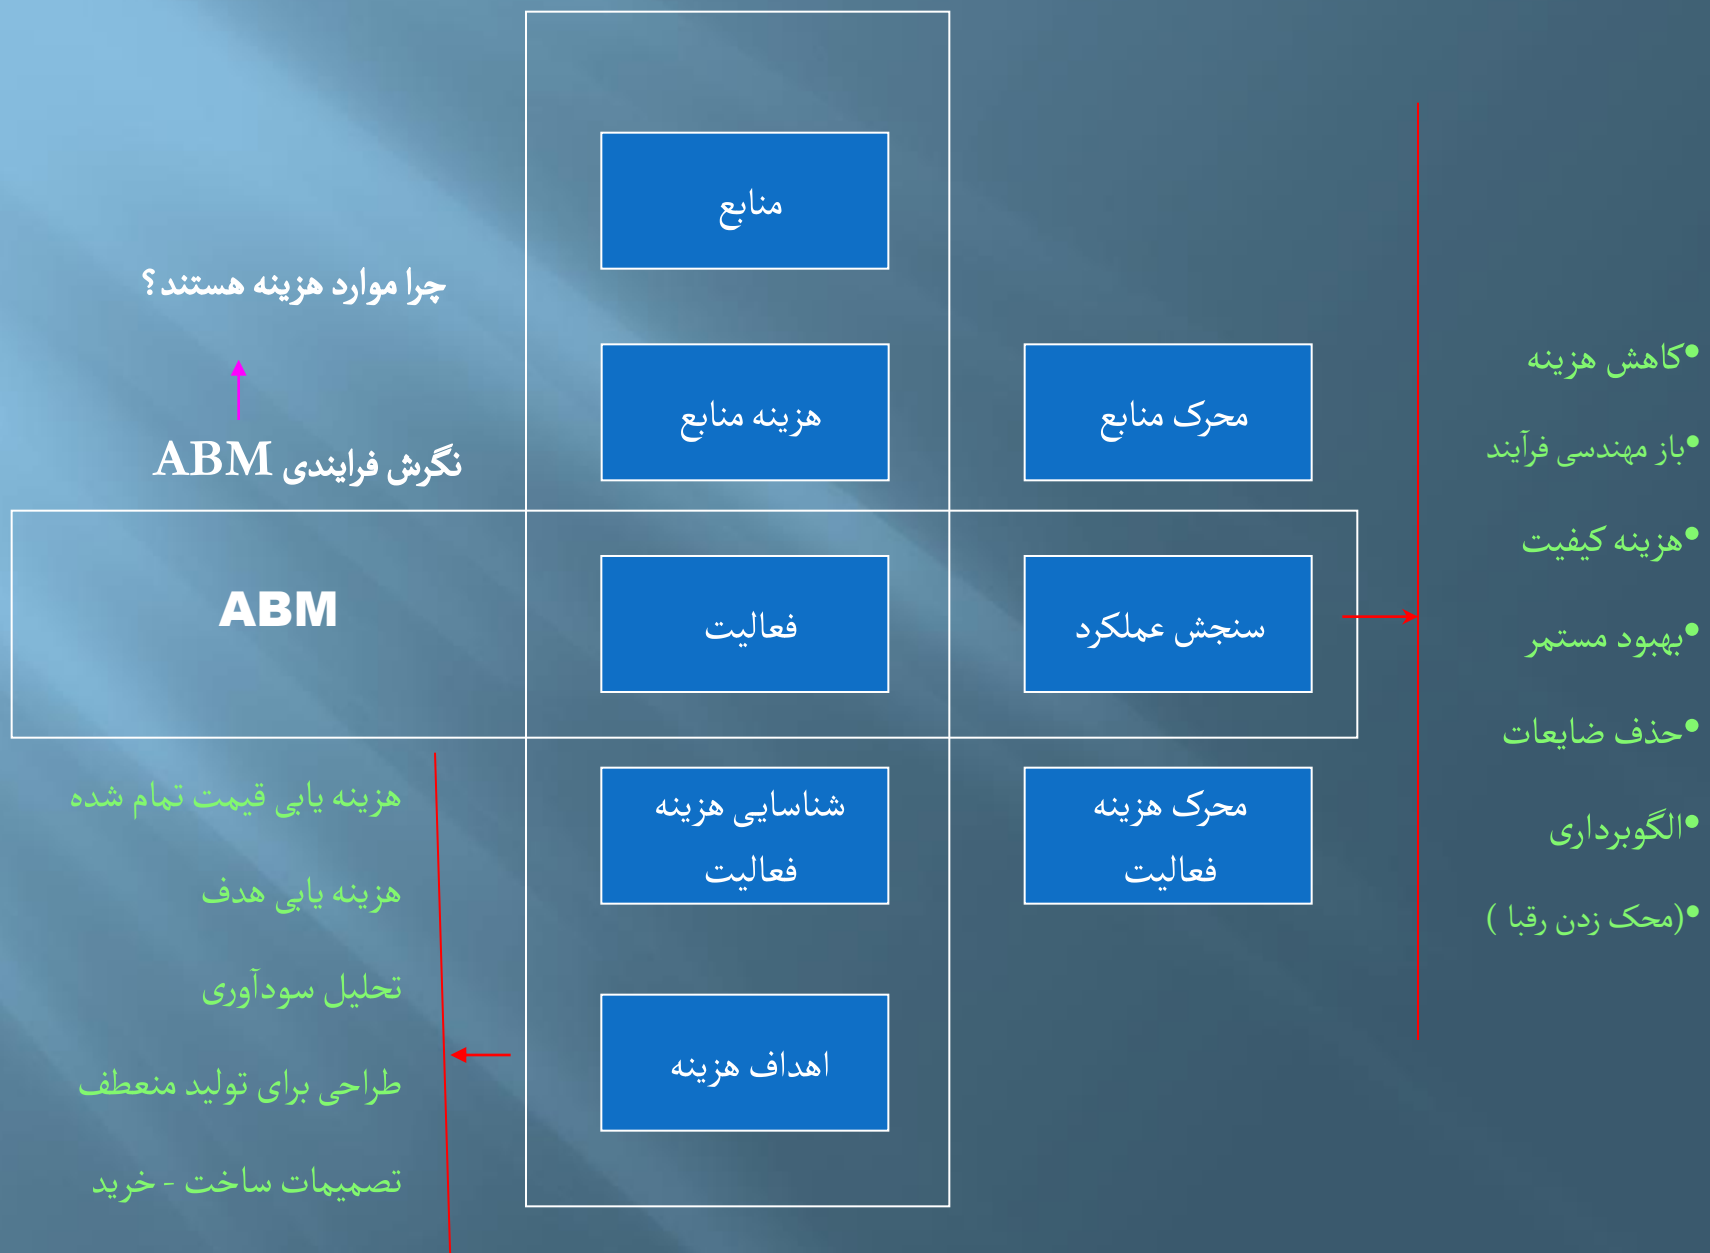 منابع
چرا موارد هزینه هستند؟
محرک منابع
هزینه منابع
نگرش فرایندی ABM
سنجش عملکرد
فعالیت
ABM
محرک هزینه
فعالیت
شناسایی هزینه
فعالیت
اهداف هزینه
•کاهش هزینه
•باز مهندسی فرآیند
•هزینه کیفیت
•بهبود مستمر
•حذف ضایعات
•الگوبرداری
•(محک زدن رقبا )
هزینه یابی قیمت تمام شده
هزینه یابی هدف
تحلیل سودآوری
طراحی برای تولید منعطف
تصمیمات ساخت - خرید